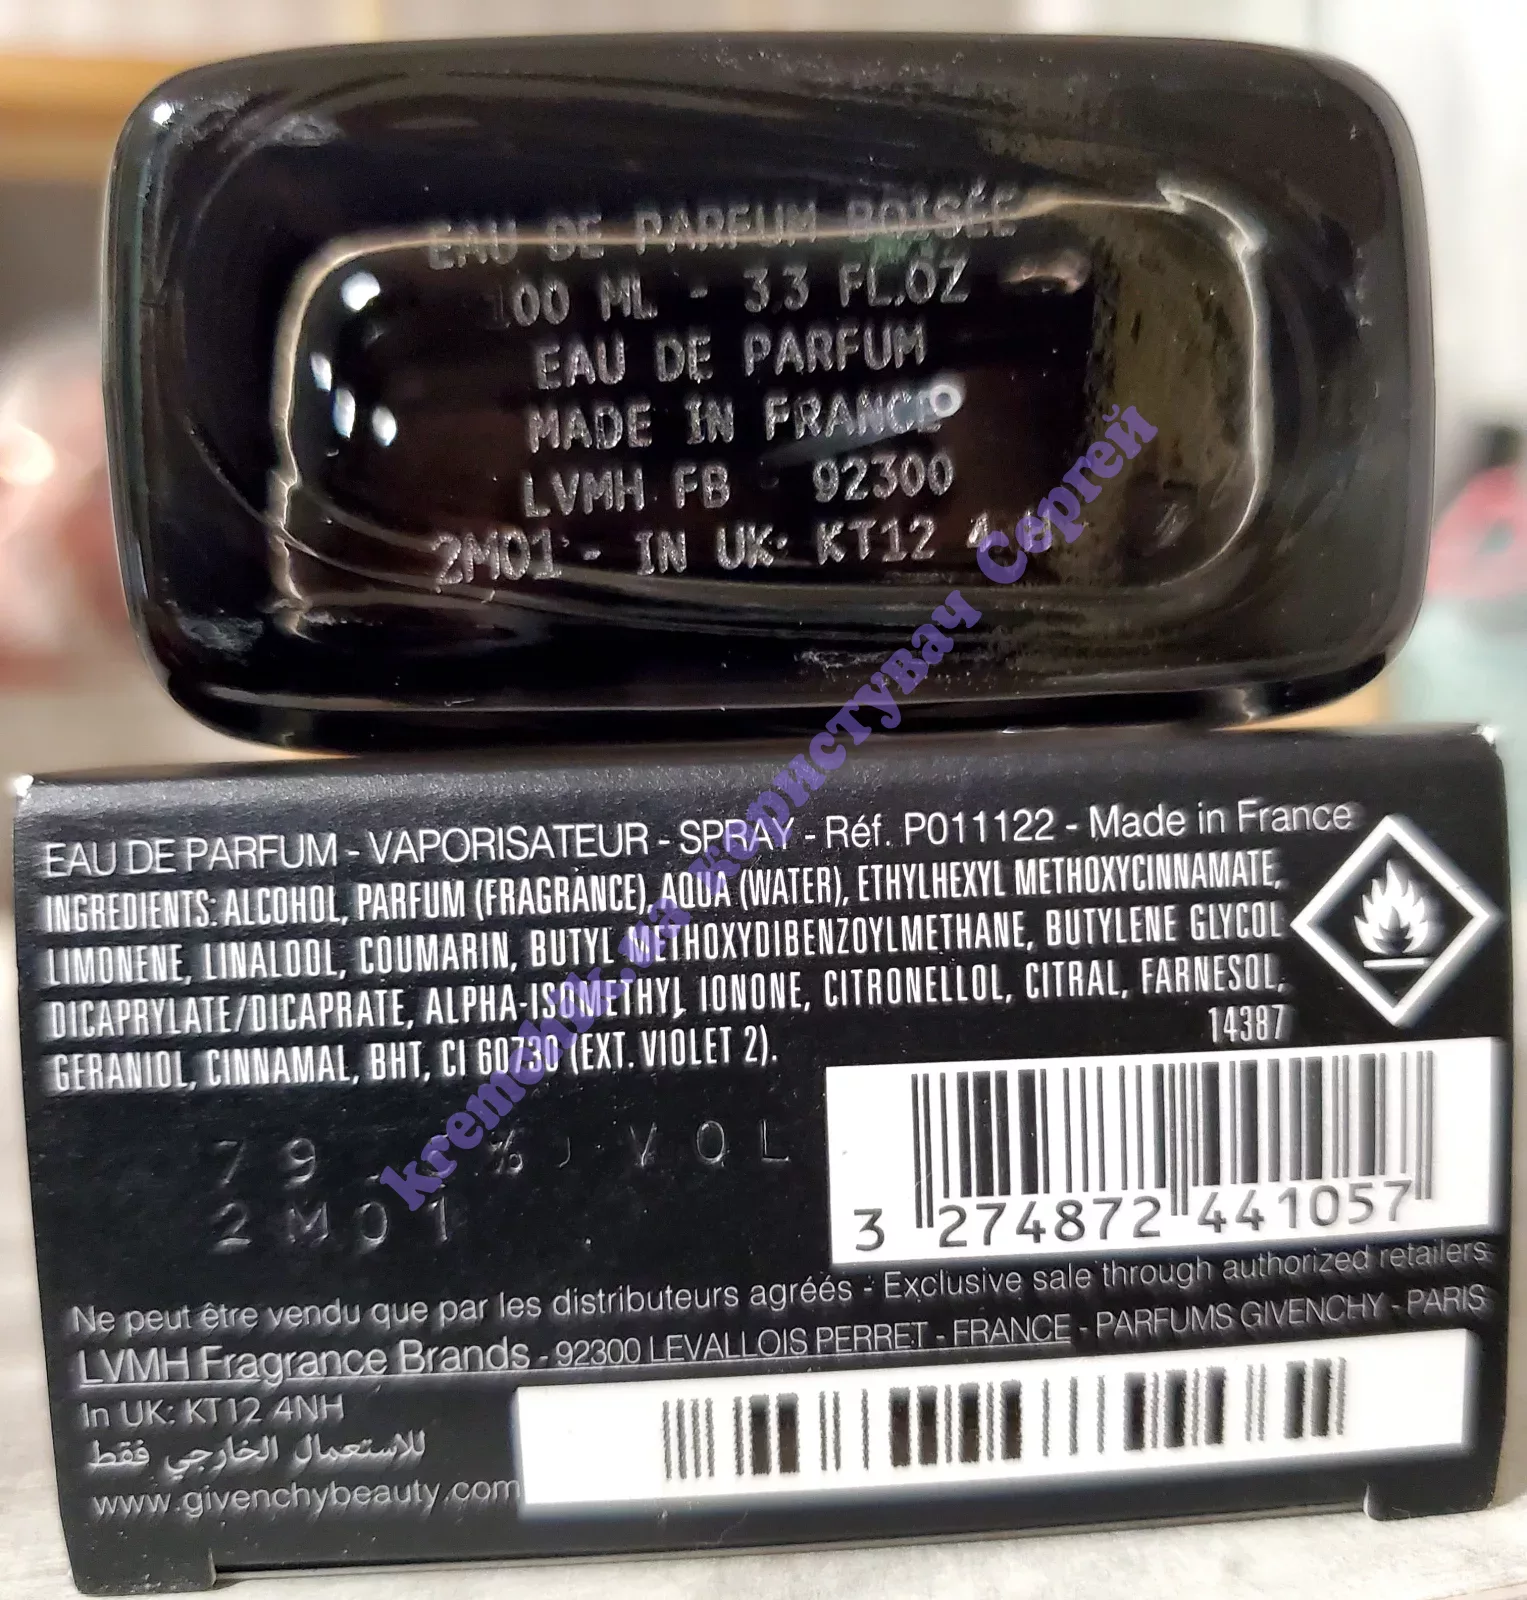 EAU DE PARFUM BOISÉE
100 ML - 3.3 FL.OZ
EAU DE PARFUM
MADE IN FRANCE
LVMH FB 92300
2M01 - IN UK: KT12
EAU DE PARFUM - VAPORISATEUR - SPRAY - Réf. P011122 - Made in France
INGREDIENTS: ALCOHOL, PARFUM (FRAGRANCE), AQUA (WATER), ETHYLHEXYL METHOXYCINNAMATE,
LIMONENE, LINALOOL, COUMARIN, BUTYL METHOXYDIBENZOYLMETHANE, BUTYLENE GLYCOL
DICAPRYLATE/DICAPRATE, ALPHA-ISOMETHYL IONONE, CITRONELLOL, CITRAL, FARNESOL,
GERANIOL, CINNAMAL, BHT, CI 60730 (EXT. VIOLET 2).
14387
79 % VOL
2M01
3 274872 441057
Ne peut être vendu que par les distributeurs agréés - Exclusive sale through authorized retailers
LVMH Fragrance Brands - 92300 LEVALLOIS PERRET - FRANCE - PARFUMS GIVENCHY - PARIS
In UK: KT12 4NH
للاستعمال الخارجي فقط
www.givenchybeauty.com
kremchik.ua користувач Сергей